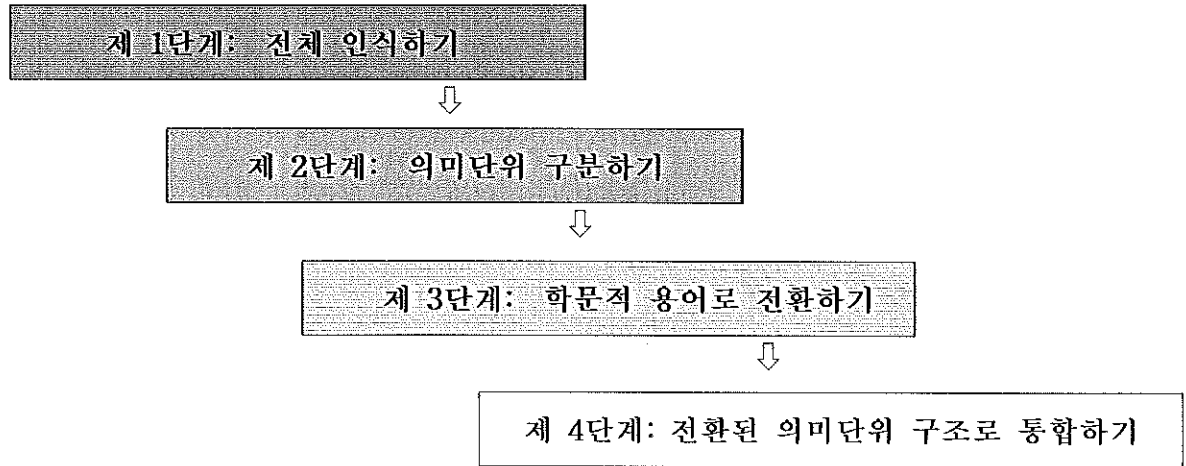 제 1단계: 전체 인식하기
제 2단계: 의미단위 구분하기
제 3단계: 학문적 용어로 전환하기
제 4단계: 전환된 의미단위 구조로 통합하기